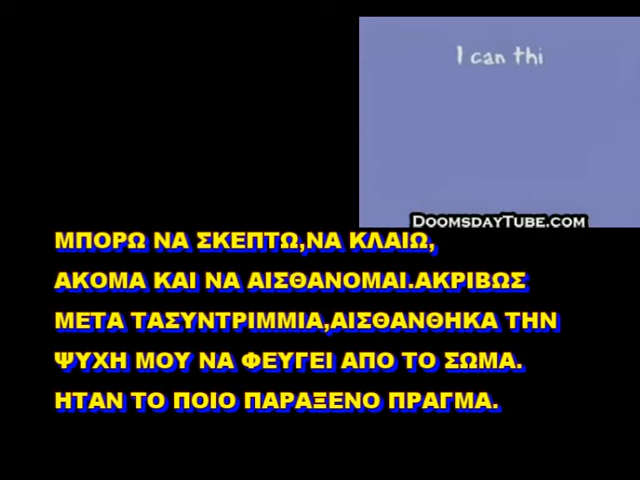 I can thi
DOOMSDAYTUBE.COM
ΜΠΟΡΩ ΝΑ ΣΚΕΠΤΩ,ΝΑ ΚΛΑΙΩ,
ΑΚΟΜΑ ΚΑΙ ΝΑ ΑΙΣΘΑΝΟΜΑΙ.ΑΚΡΙΒΩΣ
ΜΕΤΑ ΤΑΣΥΝΤΡΙΜΜΙΑ,ΑΙΣΘΑΝΘΗΚΑ ΤΗΝ
ΨΥΧΗ ΜΟΥ ΝΑ ΦΕΥΓΕΙ ΑΠΟ ΤΟ ΣΩΜΑ.
ΗΤΑΝ ΤΟ ΠΟΙΟ ΠΑΡΑΞΕΝΟ ΠΡΑΓΜΑ.